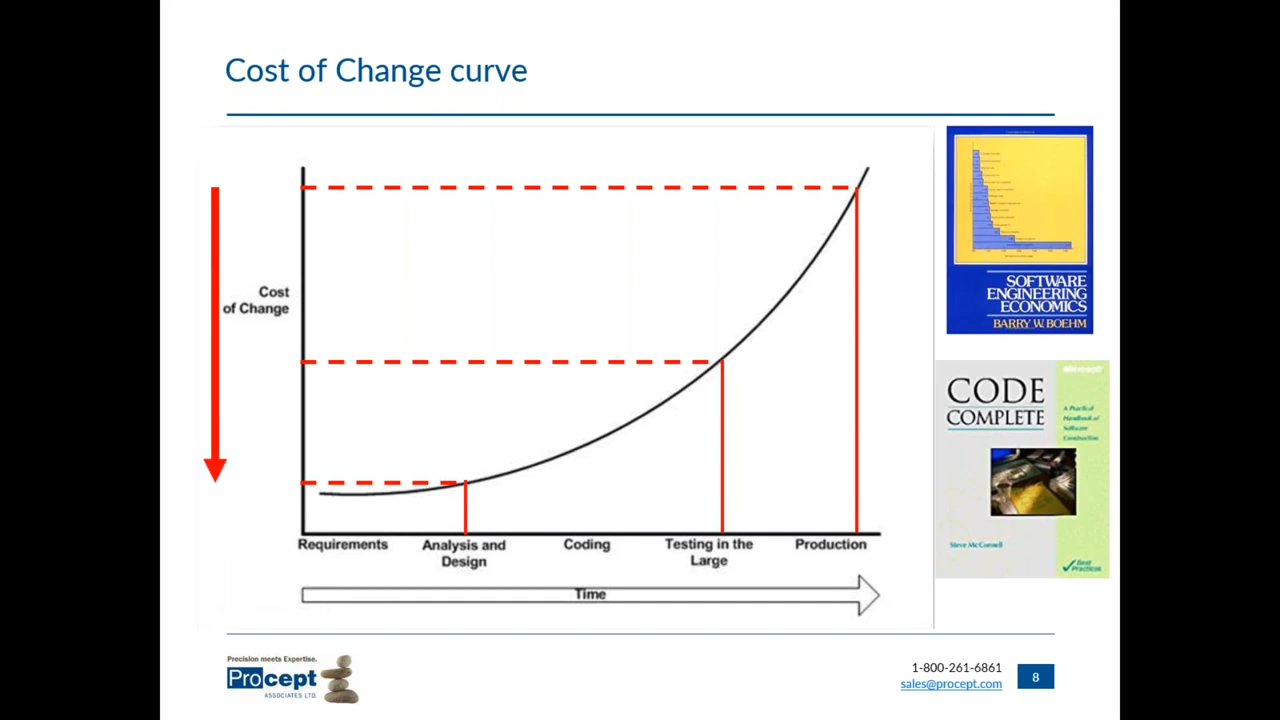 Cost of Change curve
Cost
of Change
Requirements
Analysis and
Design
Coding
Testing in the
Large
Production
Time
SOFTWARE
ENGINEERING
ECONOMICS
BARRY W. BOEHM
Microsoft
CODE
COMPLETE
A Practical
Handbook of
Software
Construction
Steve McConnell
Best
Practices
Precision meets Expertise.
Procept
ASSOCIATES LTD.
1-800-261-6861
sales@procept.com
8